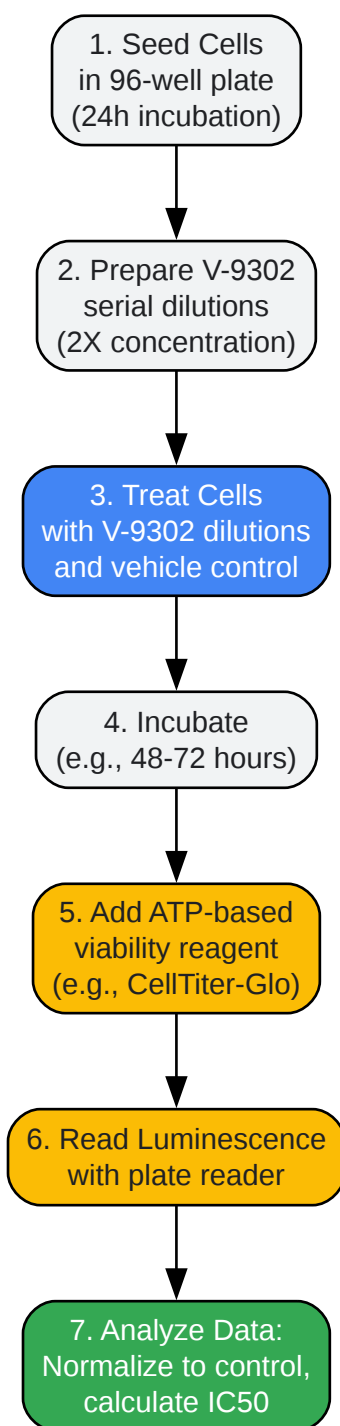 1. Seed Cells
in 96-well plate
(24h incubation)
2. Prepare V-9302
serial dilutions
(2X concentration)
3. Treat Cells
with V-9302 dilutions
and vehicle control
4. Incubate
(e.g., 48-72 hours)
5. Add ATP-based
viability reagent
(e.g., CellTiter-Glo)
6. Read Luminescence
with plate reader
7. Analyze Data:
Normalize to control,
calculate IC50